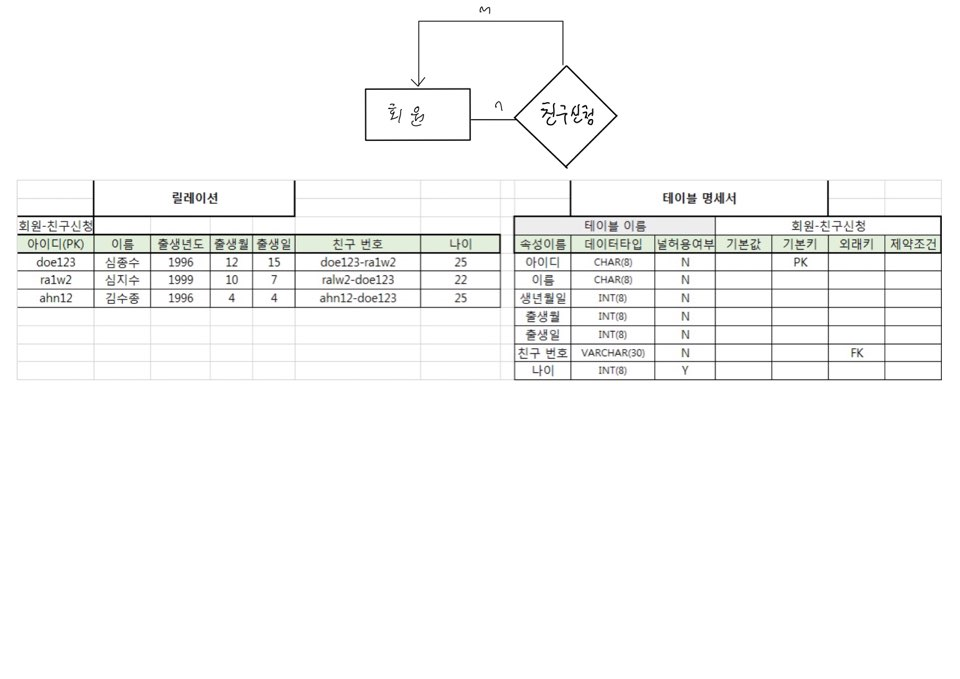 m
회원
n
친구신청
릴레이션
회원-친구신청
아이디(PK) 이름 출생년도 출생월 출생일 친구 번호 나이
doe123 심종수 1996 12 15 doe123-ra1w2 25
ra1w2 심지수 1999 10 7 ralw2-doe123 22
ahn12 김수종 1996 4 4 ahn12-doe123 25
테이블 명세서
테이블 이름 회원-친구신청
속성이름 데이터타입 널허용여부 기본값 기본키 외래키 제약조건
아이디 CHAR(8) N PK
이름 CHAR(8) N
생년월일 INT(8) N
출생월 INT(8) N
출생일 INT(8) N
친구 번호 VARCHAR(30) N FK
나이 INT(8) Y